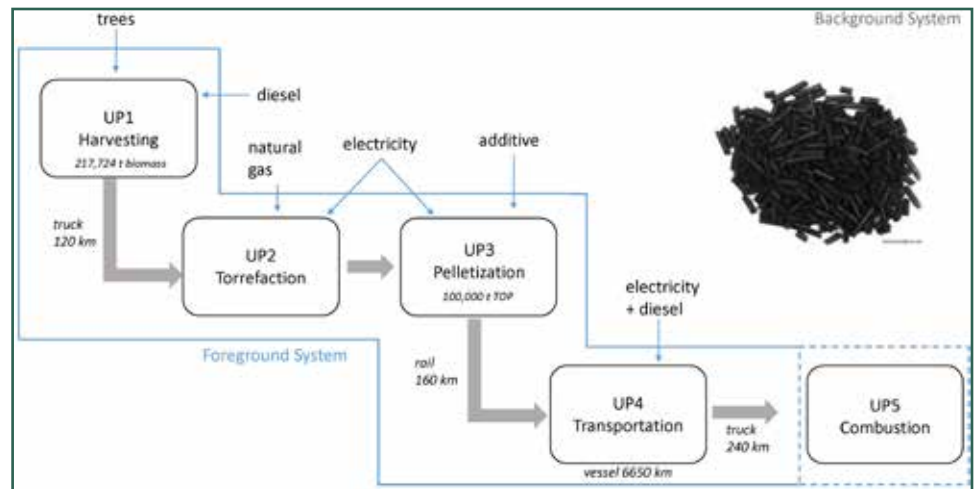 Background System
trees
UP1
Harvesting
217,724 t biomass
diesel
natural
gas
electricity
additive
truck
120 km
UP2
Torrefaction
UP3
Pelletization
100,000 t TOP
electricity
+ diesel
Foreground System
rail
160 km
UP4
Transportation
vessel 6650 km
truck
240 km
UP5
Combustion